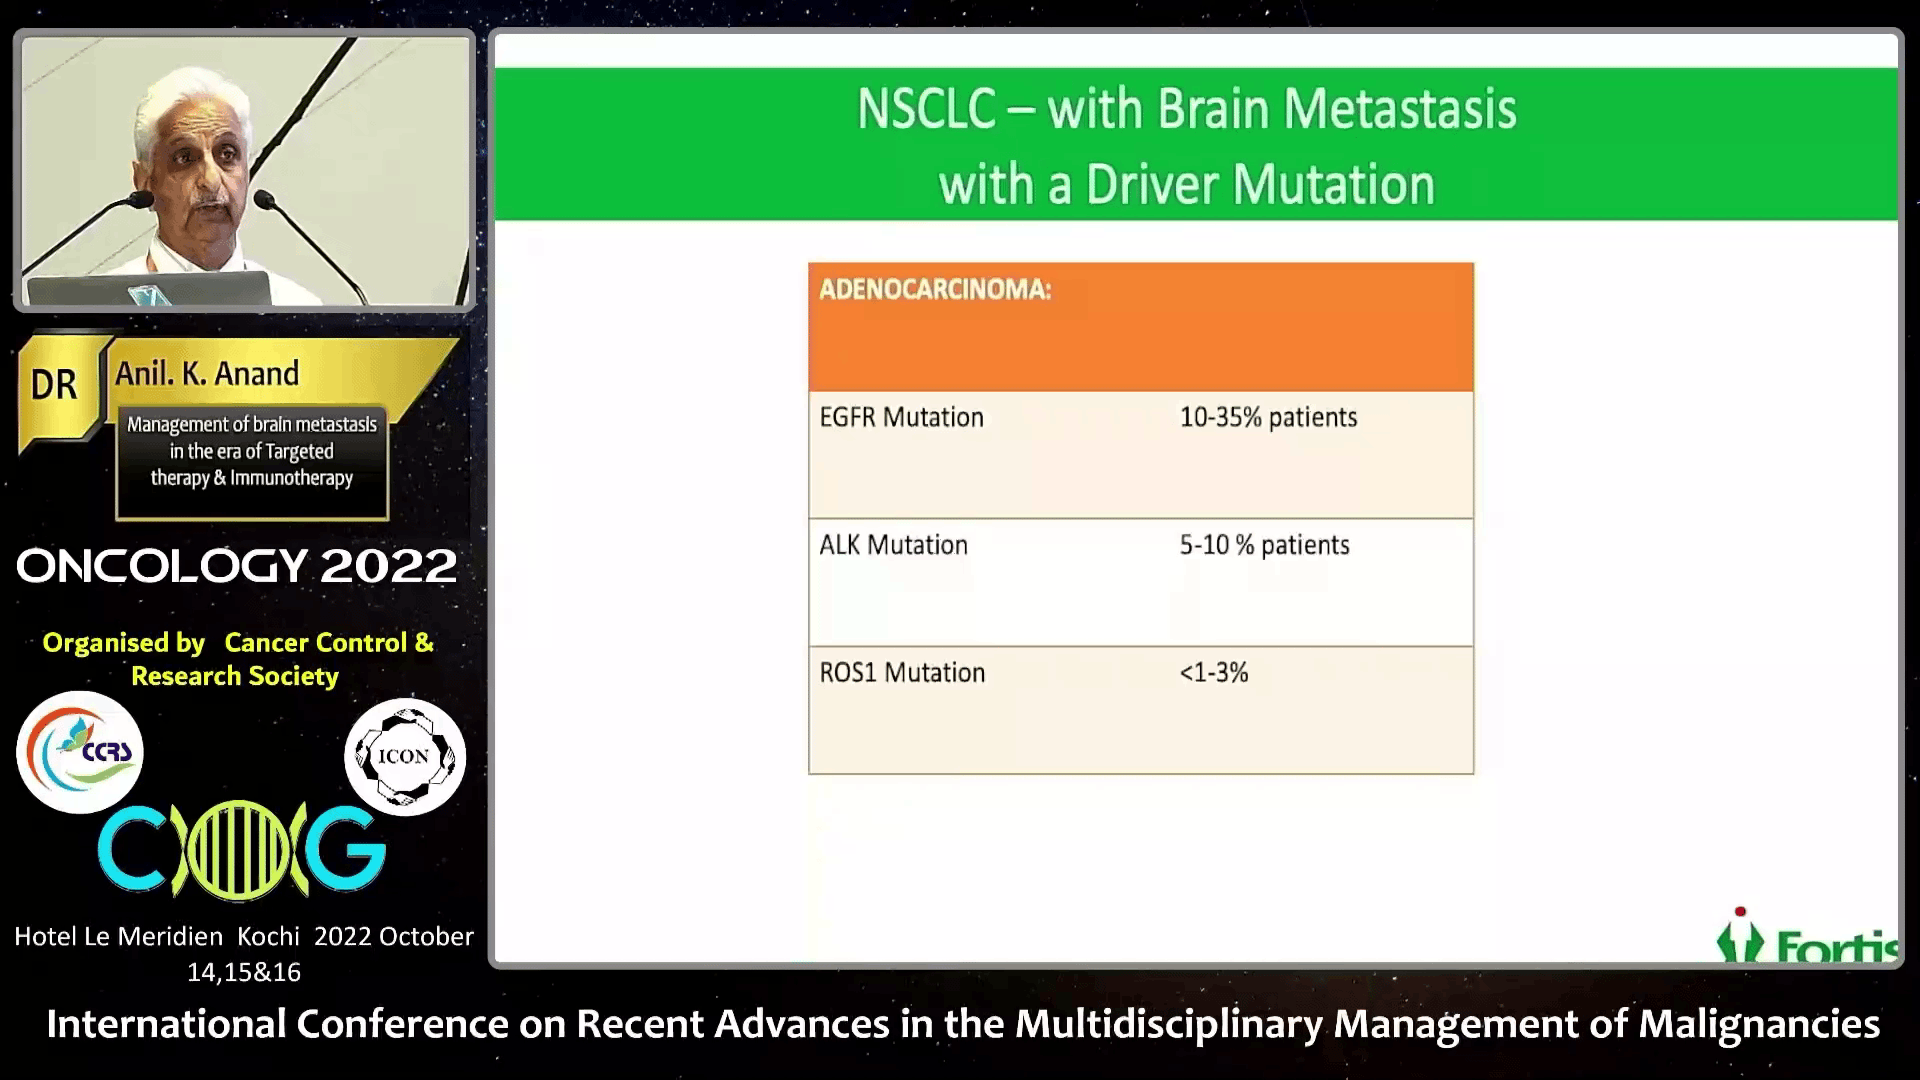 NSCLC – with Brain Metastasis
with a Driver Mutation
ADENOCARCINOMA:
EGFR Mutation 10-35% patients
ALK Mutation 5-10 % patients
ROS1 Mutation <1-3%
Fortis
DR
Anil. K. Anand
Management of brain metastasis
in the era of Targeted
therapy & Immunotherapy
ONCOLOGY 2022
Organised by Cancer Control &
Research Society
CCRS
ICON
C G
Hotel Le Meridien Kochi 2022 October
14,15&16
International Conference on Recent Advances in the Multidisciplinary Management of Malignancies